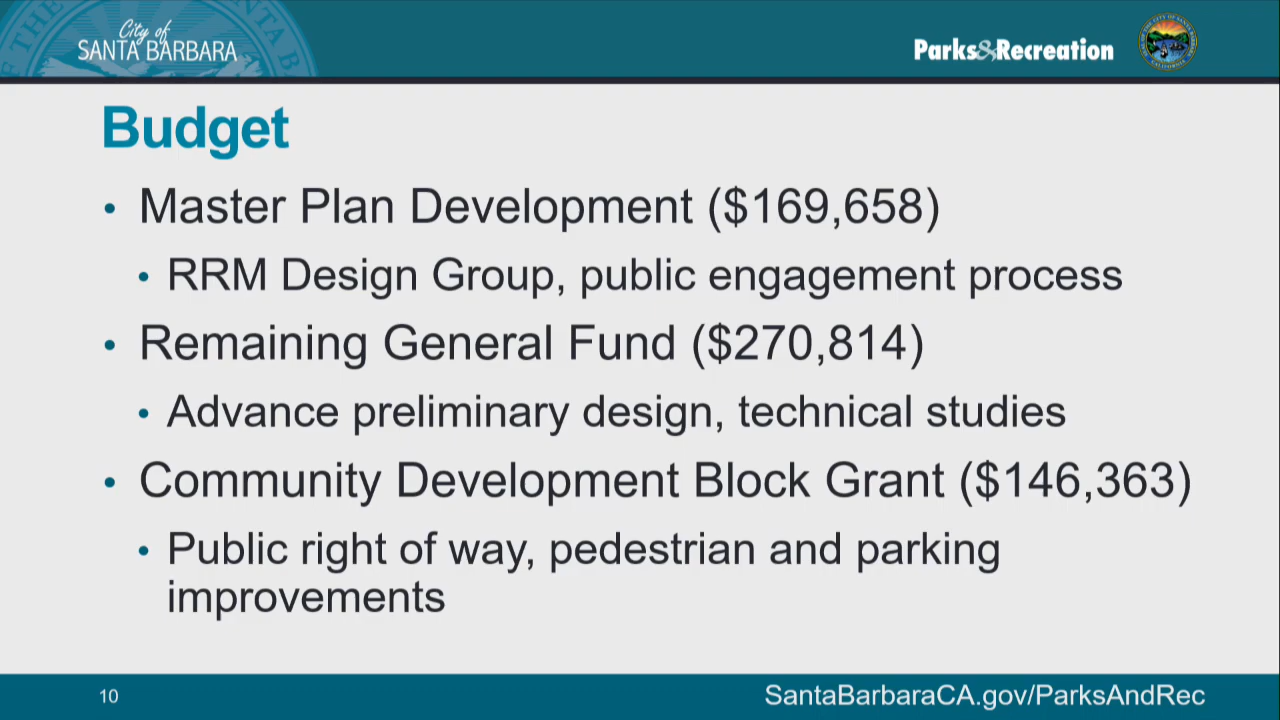 City of
SANTA BARBARA
Parks&Recreation
Budget
• Master Plan Development ($169,658)
• RRM Design Group, public engagement process
• Remaining General Fund ($270,814)
• Advance preliminary design, technical studies
• Community Development Block Grant ($146,363)
• Public right of way, pedestrian and parking
improvements
10
SantaBarbaraCA.gov/ParksAndRec